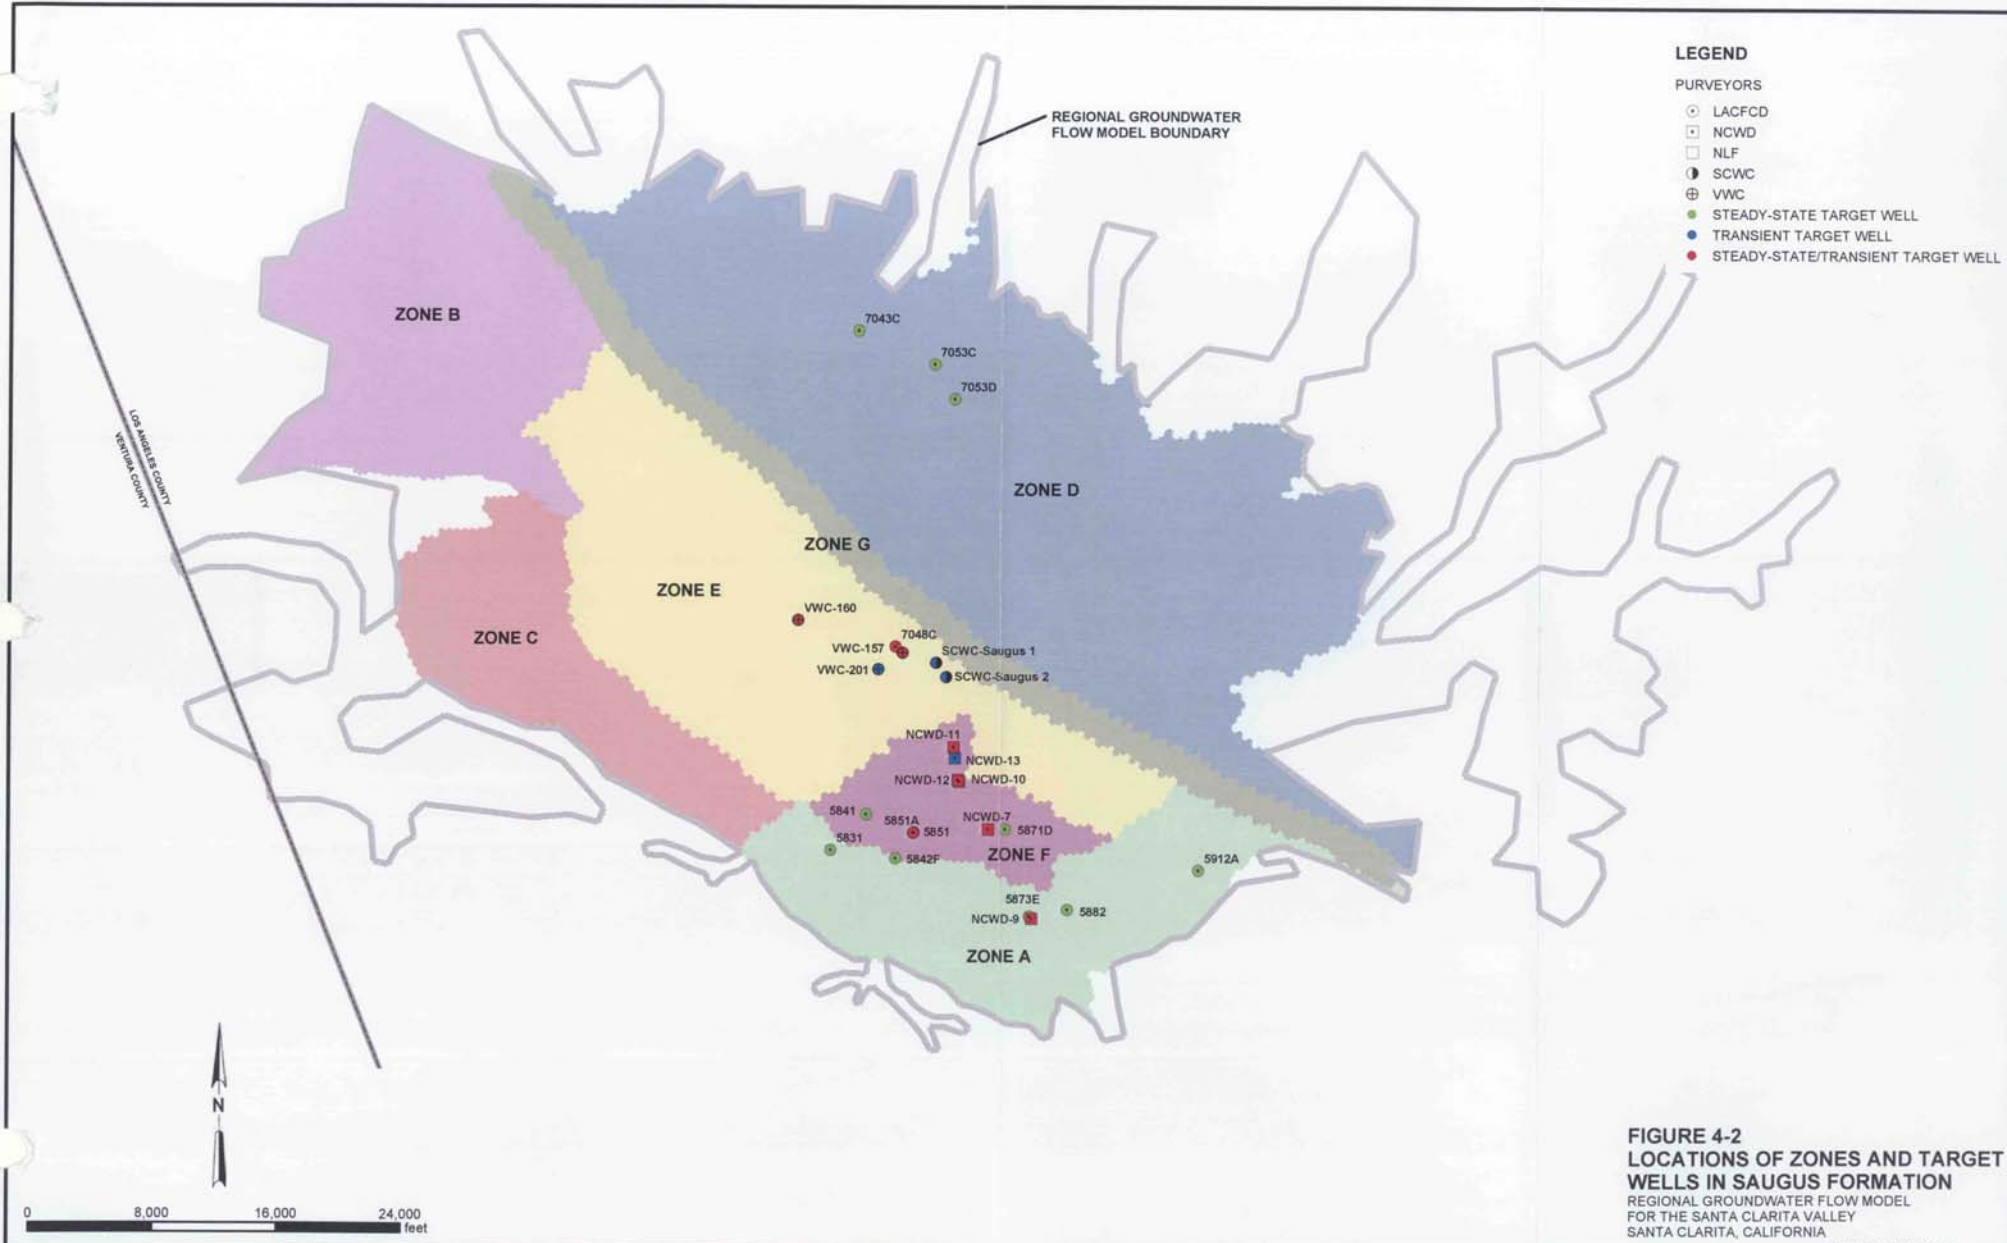 LEGEND
PURVEYORS
LACFCD
NCWD
NLF
SCWC
VWC
STEADY-STATE TARGET WELL
TRANSIENT TARGET WELL
STEADY-STATE/TRANSIENT TARGET WELL
REGIONAL GROUNDWATER
FLOW MODEL BOUNDARY
ZONE B
7043C
7053C
7053D
LOS ANGELES COUNTY
VENTURA COUNTY
ZONE D
ZONE G
ZONE E
VWC-160
ZONE C
7048C
VWC-157
SCWC-Saugus 1
VWC-201
SCWC-Saugus 2
NCWD-11
NCWD-13
NCWD-12
NCWD-10
5841
5851A
5851
NCWD-7
5871D
5831
5842F
ZONE F
5912A
5873E
NCWD-9
5882
ZONE A
N
0
8,000
16,000
24,000
feet
FIGURE 4-2
LOCATIONS OF ZONES AND TARGET
WELLS IN SAUGUS FORMATION
REGIONAL GROUNDWATER FLOW MODEL
FOR THE SANTA CLARITA VALLEY
SANTA CLARITA, CALIFORNIA